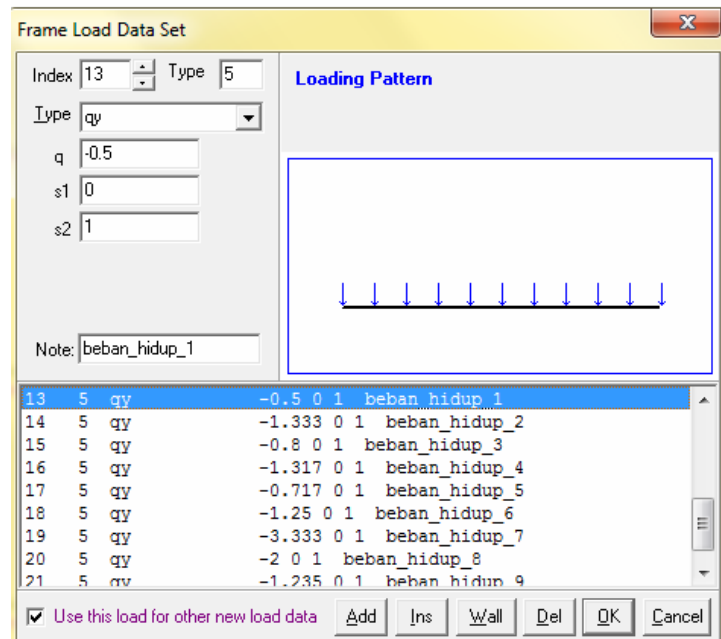 Frame Load Data Set
x
Index 13 Type 5
Type qy
q -0.5
s1 0
s2 1
Note: beban_hidup_1
Loading Pattern
13 5 qy -0.5 0 1 beban_hidup_1
14 5 qy -1.333 0 1 beban_hidup_2
15 5 qy -0.8 0 1 beban_hidup_3
16 5 qy -1.317 0 1 beban_hidup_4
17 5 qy -0.717 0 1 beban_hidup_5
18 5 qy -1.25 0 1 beban_hidup_6
19 5 qy -3.333 0 1 beban_hidup_7
20 5 qy -2 0 1 beban_hidup_8
21 5 qy -1.235 0 1 beban_hidup_9
Use this load for other new load data Add Ins Wall Del OK Cancel